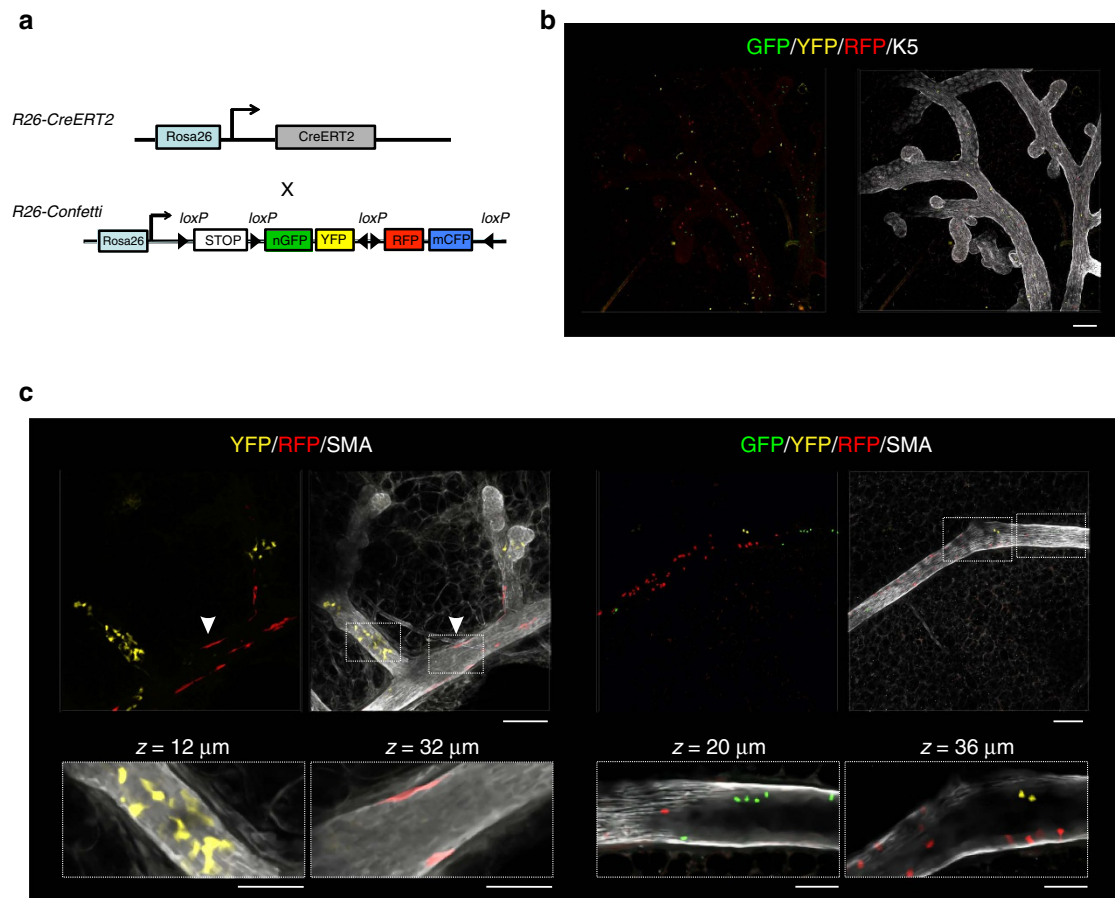 a
R26-CreERT2
Rosa26
CreERT2
X
R26-Confetti
loxP loxP loxP loxP
Rosa26 STOP nGFP YFP RFP mCFP
b
GFP/YFP/RFP/K5
c
YFP/RFP/SMA
GFP/YFP/RFP/SMA
z = 12 μm
z = 32 μm
z = 20 μm
z = 36 μm